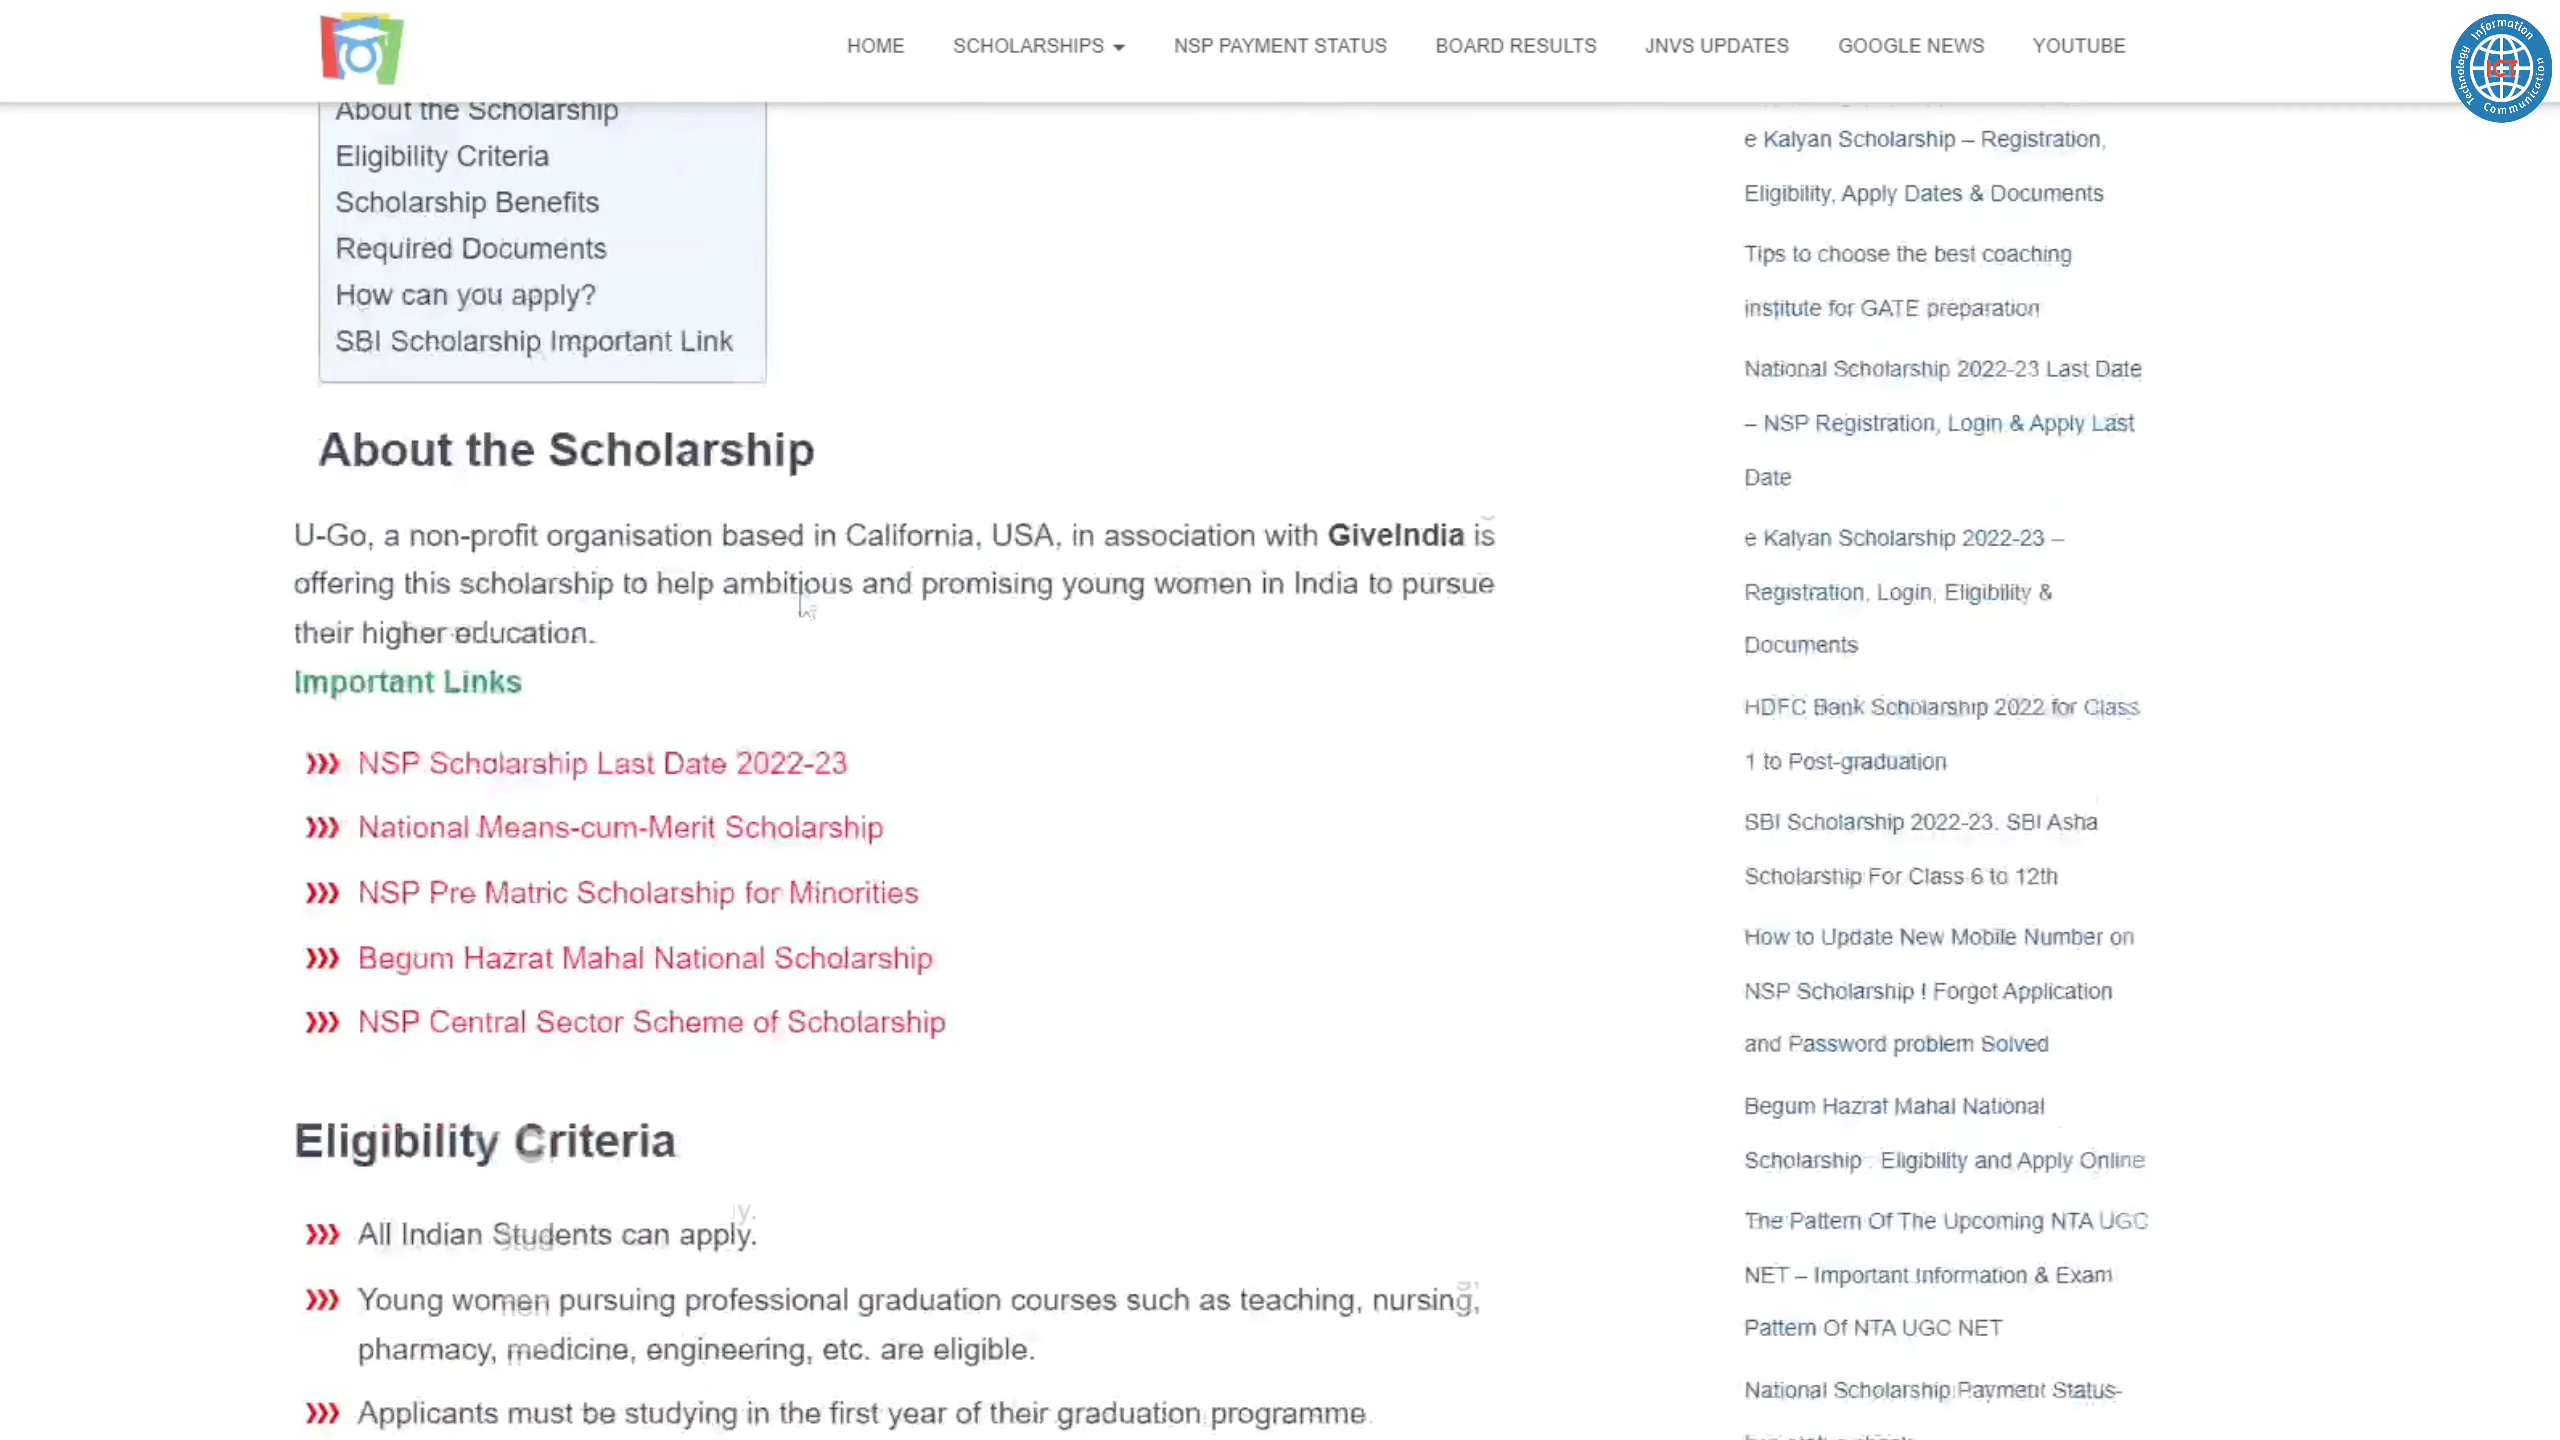 HOME SCHOLARSHIPS NSP PAYMENT STATUS BOARD RESULTS JNVS UPDATES GOOGLE NEWS YOUTUBE
Information
Communication
Technology
ICT
About the Scholarship
Eligibility Criteria
Scholarship Benefits
Required Documents
How can you apply?
SBI Scholarship Important Link
About the Scholarship
U-Go, a non-profit organisation based in California, USA, in association with GiveIndia is
offering this scholarship to help ambitious and promising young women in India to pursue
their higher education.
Important Links
NSP Scholarship Last Date 2022-23
National Means-cum-Merit Scholarship
NSP Pre Matric Scholarship for Minorities
Begum Hazrat Mahal National Scholarship
NSP Central Sector Scheme of Scholarship
Eligibility Criteria
All Indian Students can apply.
Young women pursuing professional graduation courses such as teaching, nursing,
pharmacy, medicine, engineering, etc. are eligible.
Applicants must be studying in the first year of their graduation programme
e Kalyan Scholarship – Registration,
Eligibility, Apply Dates & Documents
Tips to choose the best coaching
institute for GATE preparation
National Scholarship 2022-23 Last Date
– NSP Registration, Login & Apply Last
Date
e Kalyan Scholarship 2022-23 –
Registration, Login, Eligibility &
Documents
HDFC Bank Scholarship 2022 for Class
1 to Post-graduation
SBI Scholarship 2022-23. SBI Asha
Scholarship For Class 6 to 12th
How to Update New Mobile Number on
NSP Scholarship ! Forgot Application
and Password problem Solved
Begum Hazrat Mahal National
Scholarship : Eligibility and Apply Online
The Pattern Of The Upcoming NTA UGC
NET – Important Information & Exam
Pattern Of NTA UGC NET
National Scholarship Payment Status-